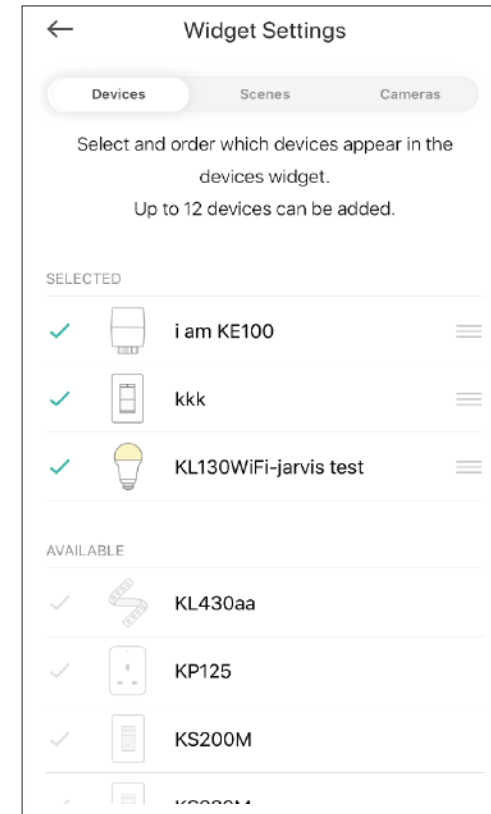 Widget Settings
Devices Scenes Cameras
Select and order which devices appear in the
devices widget.
Up to 12 devices can be added.
SELECTED
i am KE100
kkk
KL130WiFi-jarvis test
AVAILABLE
KL430aa
KP125
KS200M